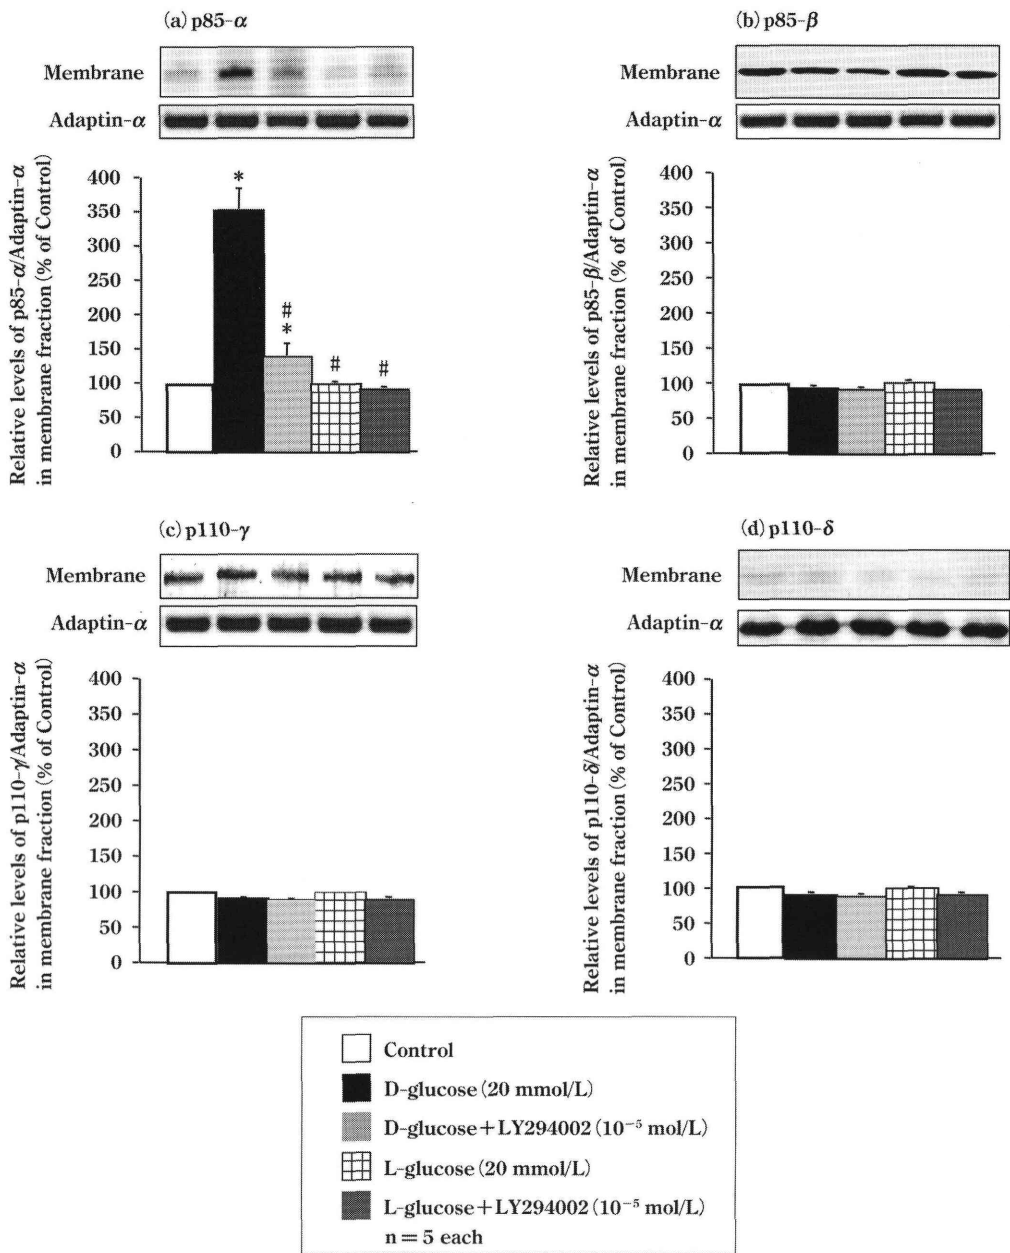 (a) p85-α
Membrane
Adaptin-α
Relative levels of p85-α/Adaptin-α
in membrane fraction (% of Control)
400
350
300
250
200
150
100
50
0
*
#
*
#
#
(b) p85-β
Membrane
Adaptin-α
Relative levels of p85-β/Adaptin-α
in membrane fraction (% of Control)
400
350
300
250
200
150
100
50
0
(c) p110-γ
Membrane
Adaptin-α
Relative levels of p110-γ/Adaptin-α
in membrane fraction (% of Control)
400
350
300
250
200
150
100
50
0
(d) p110-δ
Membrane
Adaptin-α
Relative levels of p110-δ/Adaptin-α
in membrane fraction (% of Control)
400
350
300
250
200
150
100
50
0
Control
D-glucose (20 mmol/L)
D-glucose+LY294002 (10⁻⁵ mol/L)
L-glucose (20 mmol/L)
L-glucose+LY294002 (10⁻⁵ mol/L)
n = 5 each